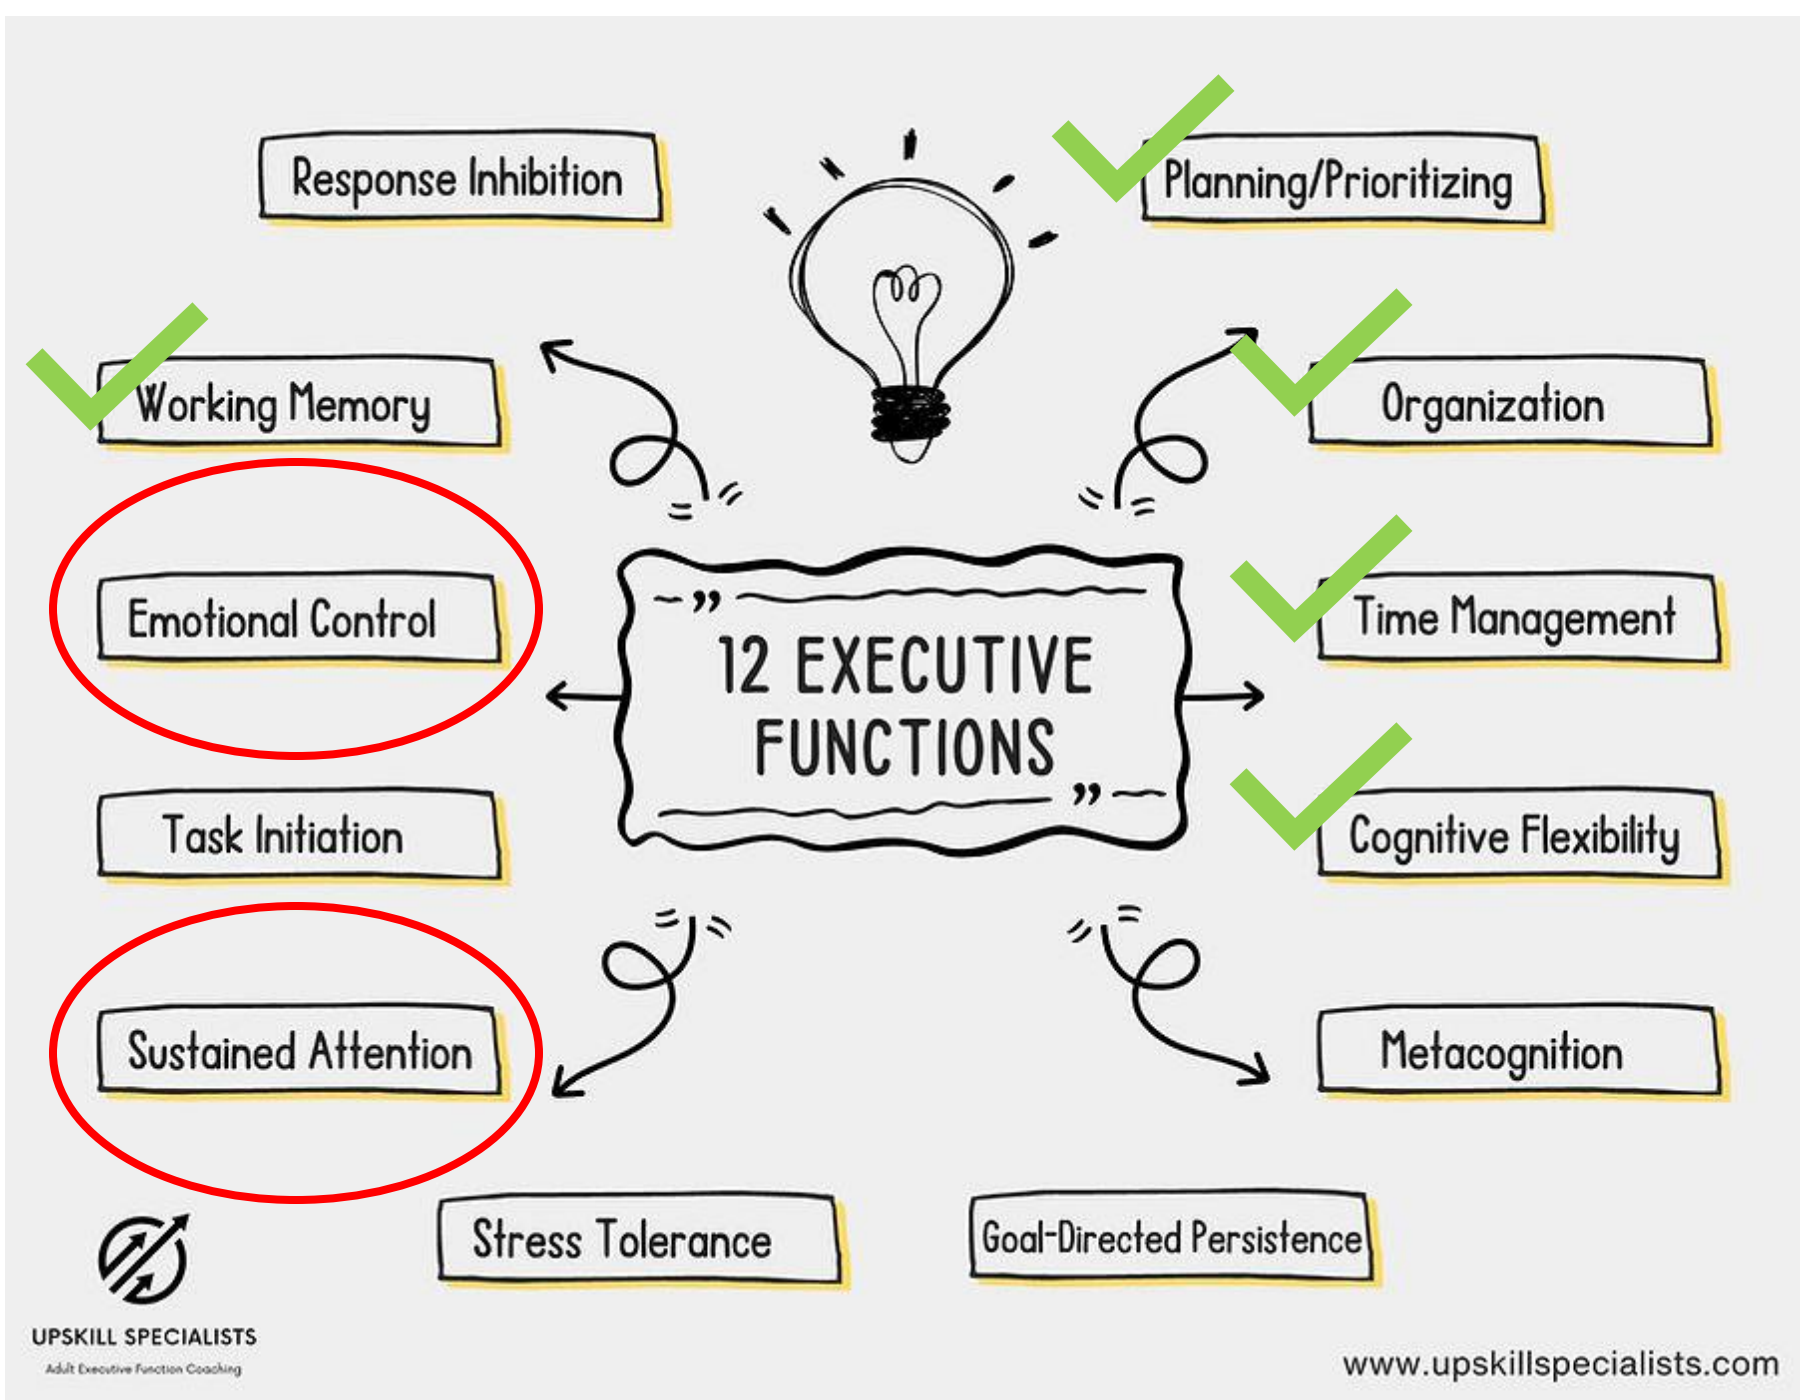 Response Inhibition
Planning/Prioritizing
Working Memory
Organization
Emotional Control
Time Management
”
12 EXECUTIVE
FUNCTIONS
”
Task Initiation
Cognitive Flexibility
Sustained Attention
Metacognition
Stress Tolerance
Goal-Directed Persistence
UPSKILL SPECIALISTS
Adult Executive Function Coaching
www.upskillspecialists.com